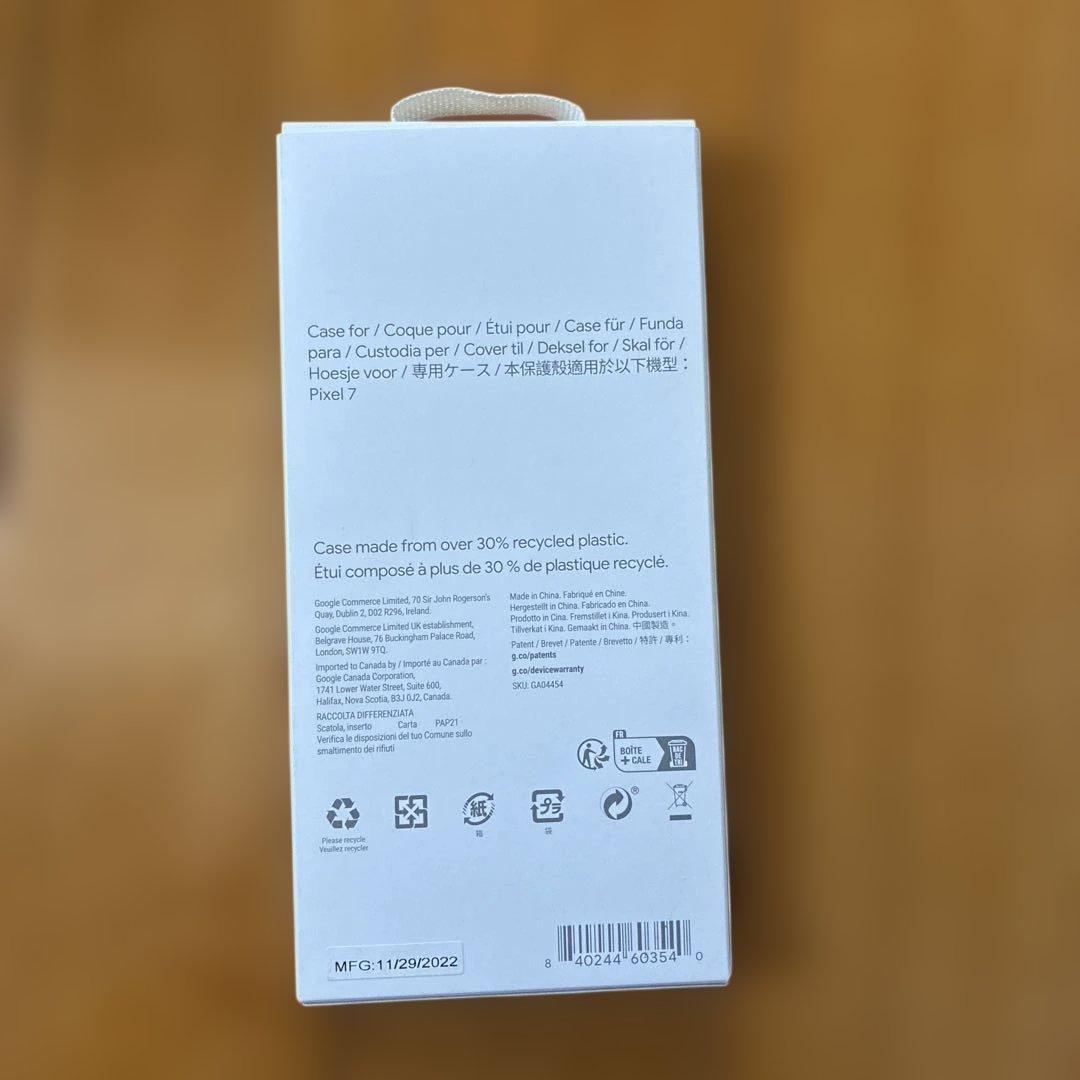 Case for / Coque pour / Étui pour / Case für / Funda
para / Custodia per / Cover til / Deksel for / Skal för /
Hoesje voor / 専用ケース / 本保護殼適用於以下機型：
Pixel 7
Case made from over 30% recycled plastic.
Étui composé à plus de 30 % de plastique recyclé.
Google Commerce Limited, 70 Sir John Rogerson's
Quay, Dublin 2, D02 R296, Ireland.
Google Commerce Limited UK establishment,
Belgrave House, 76 Buckingham Palace Road,
London, SW1W 9TQ.
Imported to Canada by / Importé au Canada par :
Google Canada Corporation,
1741 Lower Water Street, Suite 600,
Halifax, Nova Scotia, B3J 0J2, Canada.
RACCOLTA DIFFERENZIATA
Scatola, inserto Carta PAP21
Verifica le disposizioni del tuo Comune sullo
smaltimento dei rifiuti
Made in China. Fabriqué en Chine.
Hergestellt in China. Fabricado en China.
Prodotto in Cina. Fremstillet i Kina. Produsert i Kina.
Tillverkat i Kina. Gemaakt in China. 中國製造。
Patent / Brevet / Patente / Brevetto / 特許 / 專利：
g.co/patents
g.co/devicewarranty
SKU: GA04454
FR
BOÎTE
+ CALE
BAC
DE
TRI
紙
箱
プラ
袋
®
Please recycle
Veuillez recycler
MFG:11/29/2022
8 40244 60354 0